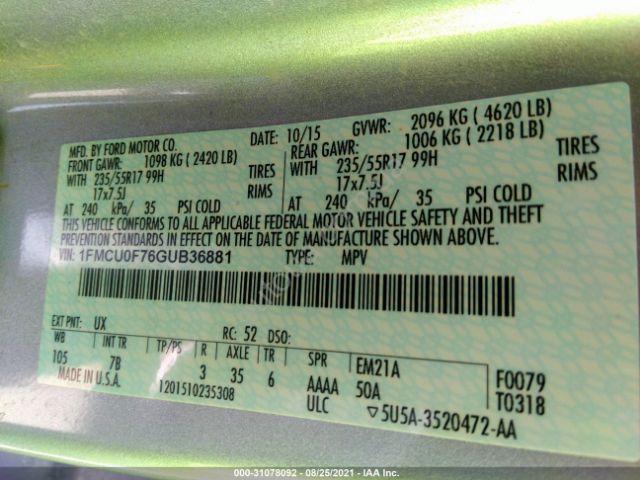 MFD. BY FORD MOTOR CO.
DATE: 10/15 GVWR: 2096 KG ( 4620 LB)
FRONT GAWR: 1098 KG ( 2420 LB) REAR GAWR: 1006 KG ( 2218 LB)
WITH 235/55R17 99H TIRES WITH 235/55R17 99H TIRES
17x7.5J RIMS 17x7.5J RIMS
AT 240 kPa/ 35 PSI COLD AT 240 kPa/ 35 PSI COLD
THIS VEHICLE CONFORMS TO ALL APPLICABLE FEDERAL MOTOR VEHICLE SAFETY AND THEFT
PREVENTION STANDARDS IN EFFECT ON THE DATE OF MANUFACTURE SHOWN ABOVE.
VIN: 1FMCU0F76GUB36881 TYPE: MPV
EXT PNT: UX RC: 52 DSO:
WB INT TR TP/PS R AXLE TR SPR EM21A F0079
105 7B 3 35 6 AAAA 50A T0318
MADE IN U.S.A. 1201510235308 ULC ▽5U5A-3520472-AA
000-31078092 - 08/25/2021 - IAA Inc.